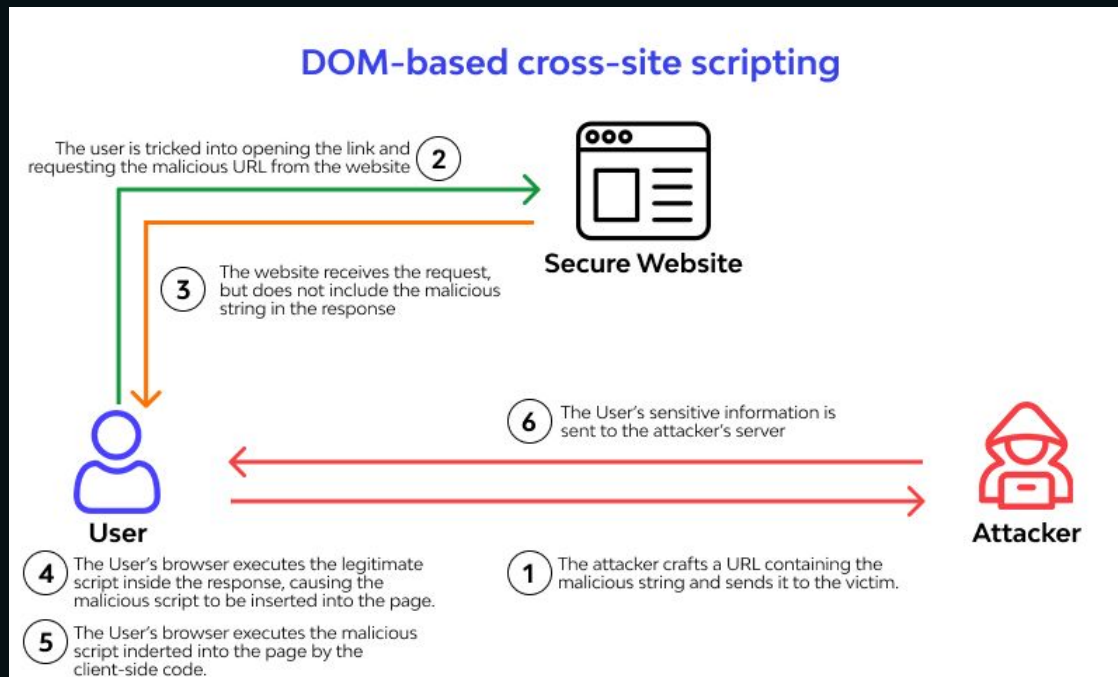 DOM-based cross-site scripting
The user is tricked into opening the link and
requesting the malicious URL from the website
2
Secure Website
3
The website receives the request,
but does not include the malicious
string in the response
6
The User's sensitive information is
sent to the attacker's server
User
Attacker
4
The User's browser executes the legitimate
script inside the response, causing the
malicious script to be inserted into the page.
1
The attacker crafts a URL containing the
malicious string and sends it to the victim.
5
The User's browser executes the malicious
script inderted into the page by the
client-side code.